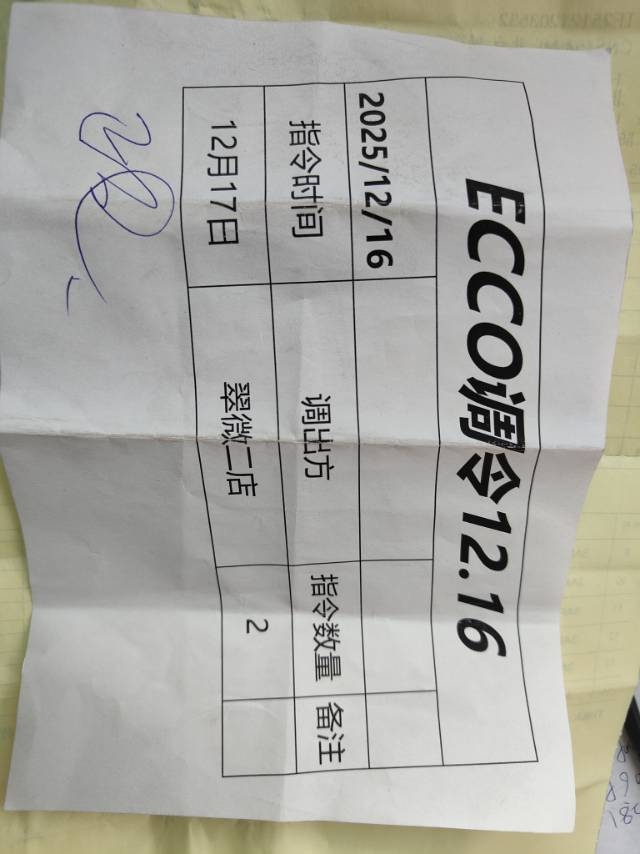 ECCO调令12.16
2025/12/16
指令时间 调出方 指令数量 备注
12月17日 翠微二店 2